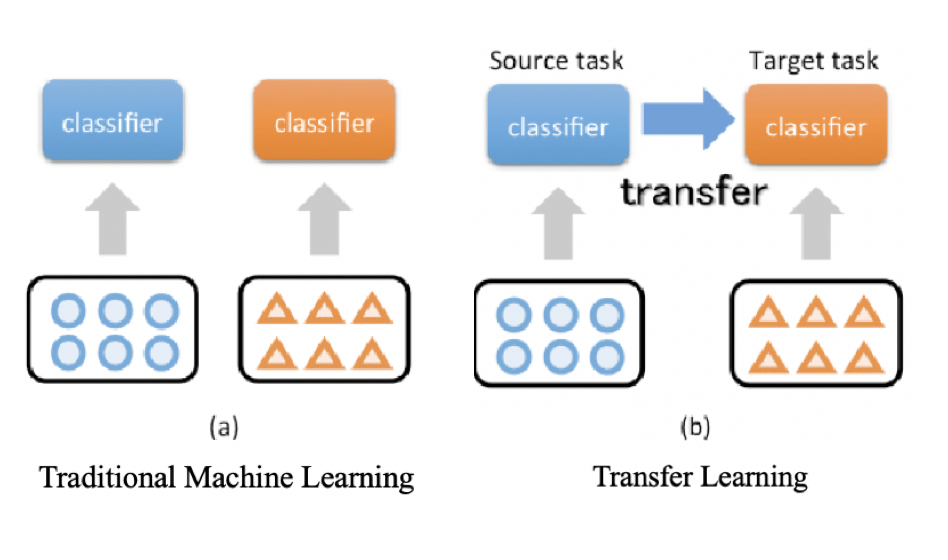 classifier
classifier
(a)
Traditional Machine Learning
Source task
Target task
classifier
classifier
transfer
(b)
Transfer Learning